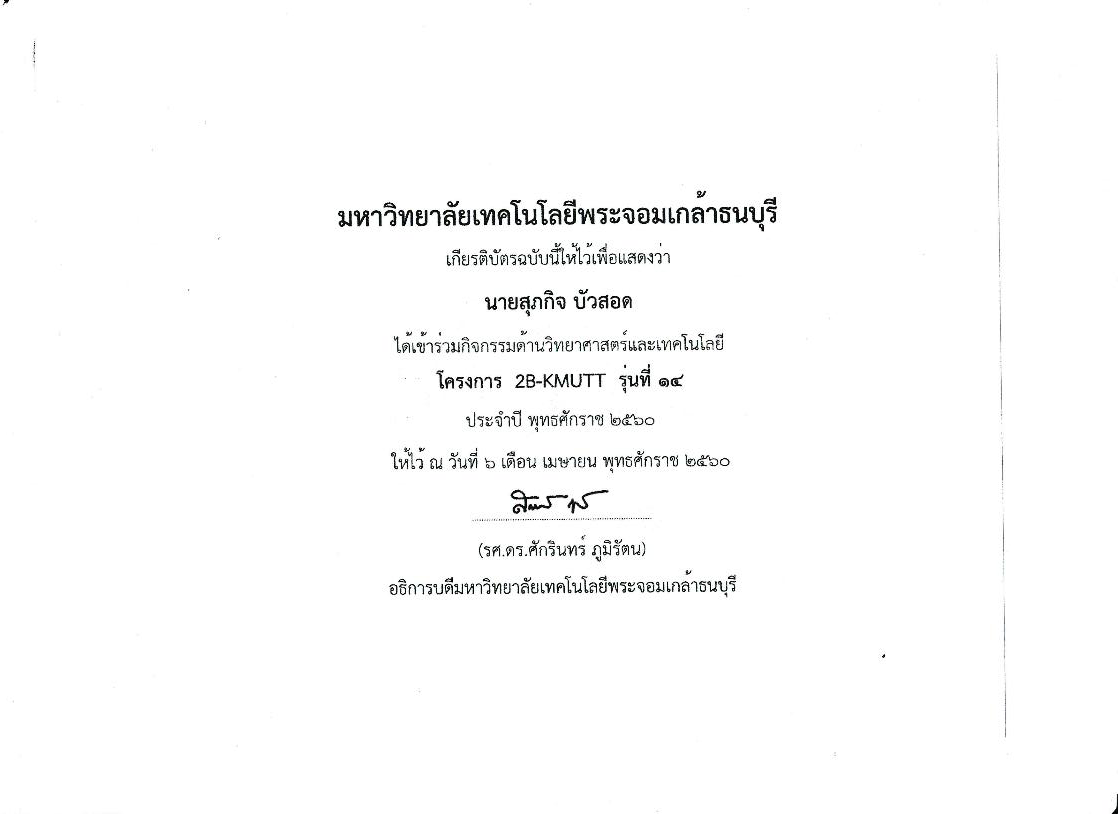 มหาวิทยาลัยเทคโนโลยีพระจอมเกล้าธนบุรี
เกียรติบัตรฉบับนี้ให้ไว้เพื่อแสดงว่า
นายสุภกิจ บัวสอด
ได้เข้าร่วมกิจกรรมด้านวิทยาศาสตร์และเทคโนโลยี
โครงการ 2B-KMUTT รุ่นที่ ๑๔
ประจำปี พุทธศักราช ๒๕๖๐
ให้ไว้ ณ วันที่ ๖ เดือน เมษายน พุทธศักราช ๒๕๖๐
(รศ.ดร.ศักรินทร์ ภูมิรัตน)
อธิการบดีมหาวิทยาลัยเทคโนโลยีพระจอมเกล้าธนบุรี